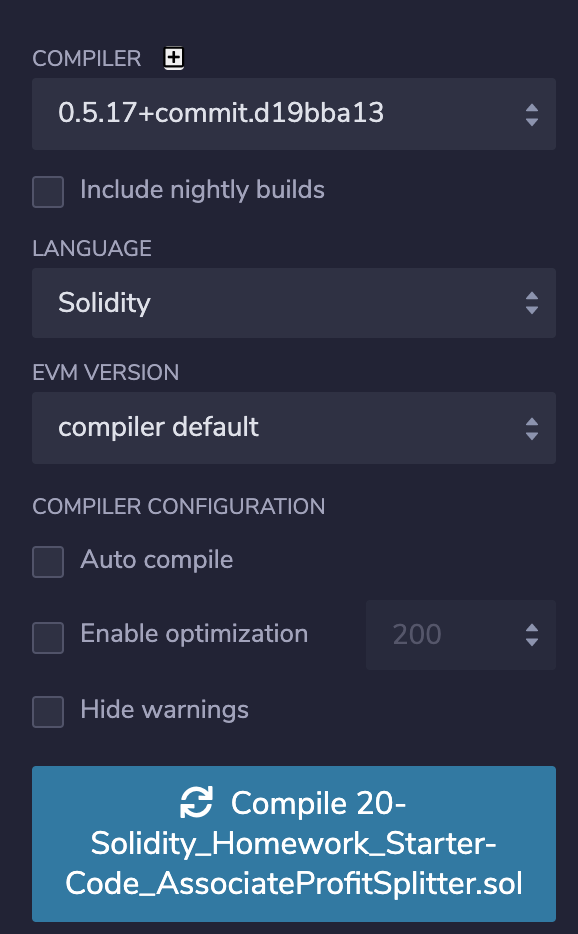 COMPILER
0.5.17+commit.d19bba13
Include nightly builds
LANGUAGE
Solidity
EVM VERSION
compiler default
COMPILER CONFIGURATION
Auto compile
Enable optimization 200
Hide warnings
Compile 20-
Solidity_Homework_Starter-
Code_AssociateProfitSplitter.sol